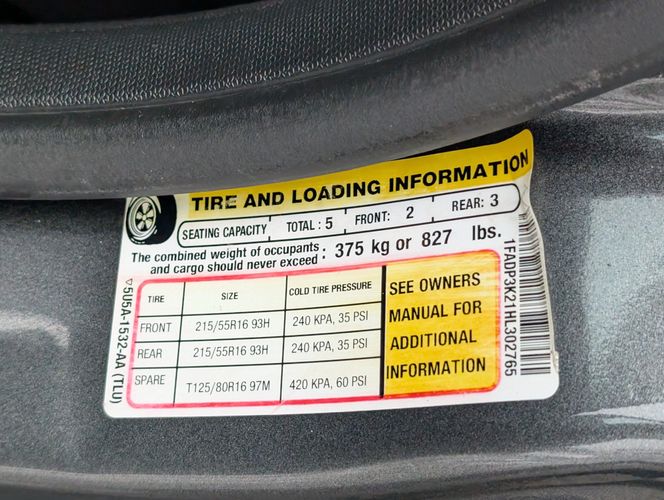 TIRE AND LOADING INFORMATION
SEATING CAPACITY TOTAL: 5 FRONT: 2 REAR: 3
The combined weight of occupants and cargo should never exceed : 375 kg or 827 lbs.
TIRE SIZE COLD TIRE PRESSURE
FRONT 215/55R16 93H 240 KPA, 35 PSI
REAR 215/55R16 93H 240 KPA, 35 PSI
SPARE T125/80R16 97M 420 KPA, 60 PSI
SEE OWNERS
MANUAL FOR
ADDITIONAL
INFORMATION
5U5A-1532-AA (TLU)
1FADP3K21HL302765